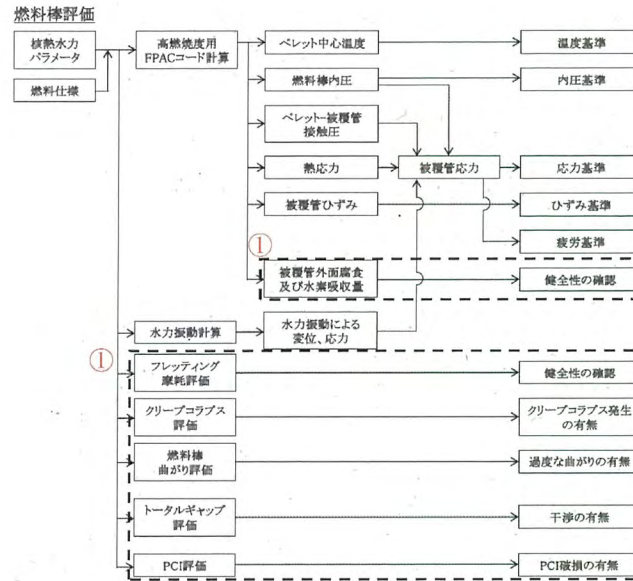 燃料棒評価
核熱水力
パラメータ
燃料仕様
高燃焼度用
FPACコード計算
ペレット中心温度
温度基準
燃料棒内圧
内圧基準
ペレット-被覆管
接触圧
熱応力
被覆管応力
応力基準
被覆管ひずみ
ひずみ基準
疲労基準
①
被覆管外面腐食
及び水素吸収量
健全性の確認
水力振動計算
水力振動による
変位、応力
①
フレッティング
摩耗評価
健全性の確認
クリープコラプス
評価
クリープコラプス発生
の有無
燃料棒
曲がり評価
過度な曲がりの有無
トータルギャップ
評価
干渉の有無
PCI評価
PCI破損の有無